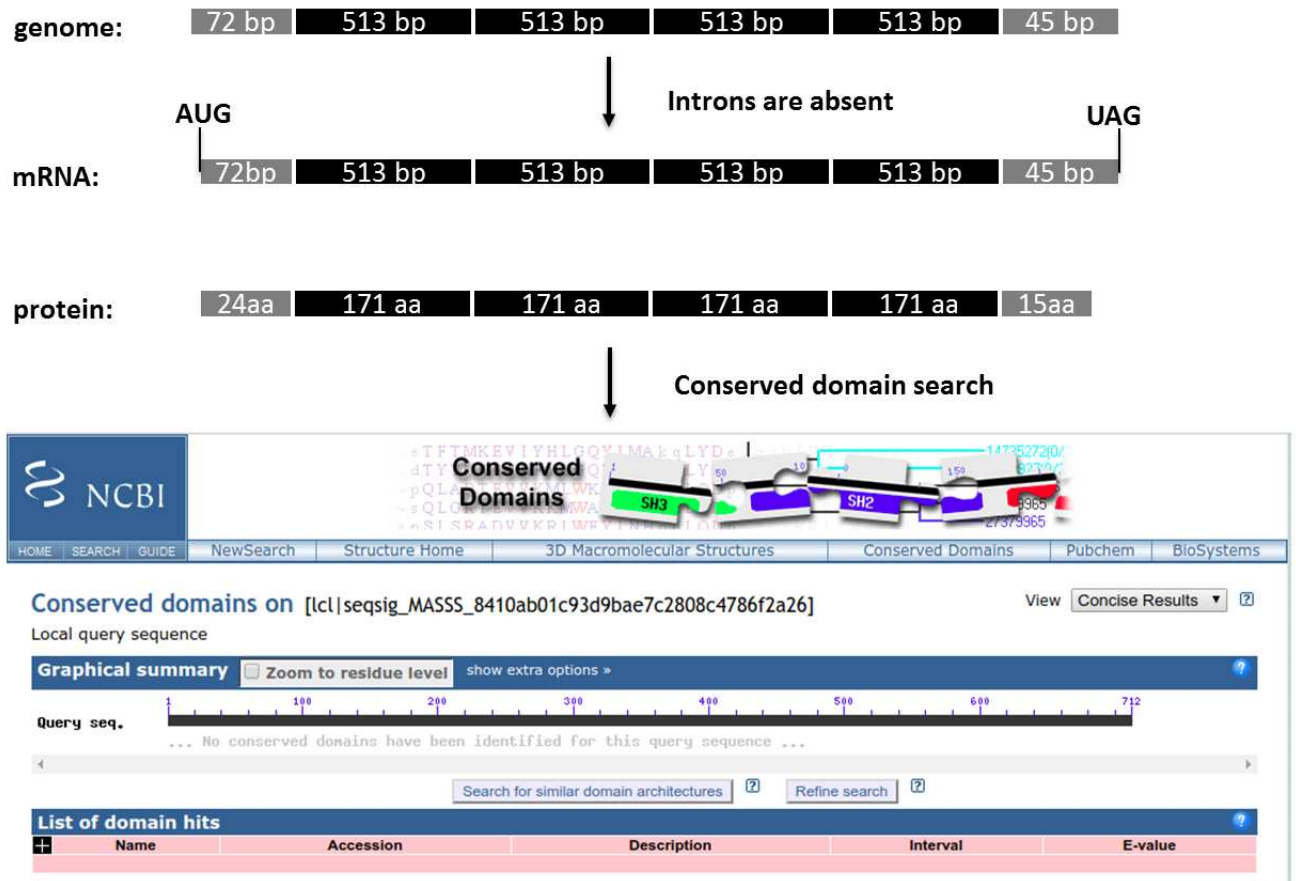 genome: 72 bp 513 bp 513 bp 513 bp 513 bp 45 bp
Introns are absent
AUG UAG
mRNA: 72bp 513 bp 513 bp 513 bp 513 bp 45 bp
protein: 24aa 171 aa 171 aa 171 aa 171 aa 15aa
Conserved domain search
NCBI
Conserved
Domains
SH3 SH2
HOME SEARCH GUIDE NewSearch Structure Home 3D Macromolecular Structures Conserved Domains Pubchem BioSystems
Conserved domains on [lcl|seqsig_MASSS_8410ab01c93d9bae7c2808c4786f2a26] View Concise Results ?
Local query sequence
Graphical summary Zoom to residue level show extra options » ?
1 100 200 300 400 500 600 712
Query seq.
... No conserved domains have been identified for this query sequence ...
Search for similar domain architectures ? Refine search ?
List of domain hits ?
+ Name Accession Description Interval E-value